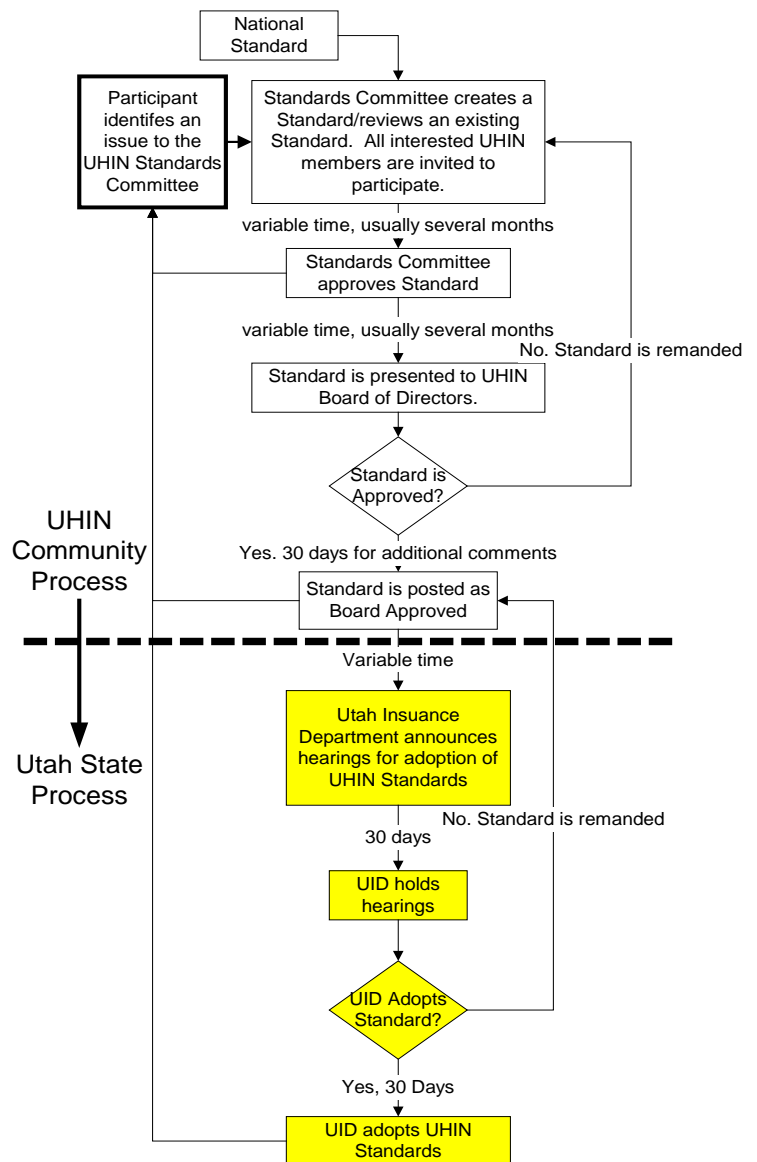 National
Standard
Participant
identifes an
issue to the
UHIN Standards
Committee
Standards Committee creates a
Standard/reviews an existing
Standard. All interested UHIN
members are invited to
participate.
variable time, usually several months
Standards Committee
approves Standard
variable time, usually several months
No. Standard is remanded
Standard is presented to UHIN
Board of Directors.
Standard is
Approved?
UHIN
Community
Process
Yes. 30 days for additional comments
Standard is posted as
Board Approved
Variable time
Utah Insuance
Department announces
hearings for adoption of
UHIN Standards
Utah State
Process
No. Standard is remanded
30 days
UID holds
hearings
UID Adopts
Standard?
Yes, 30 Days
UID adopts UHIN
Standards